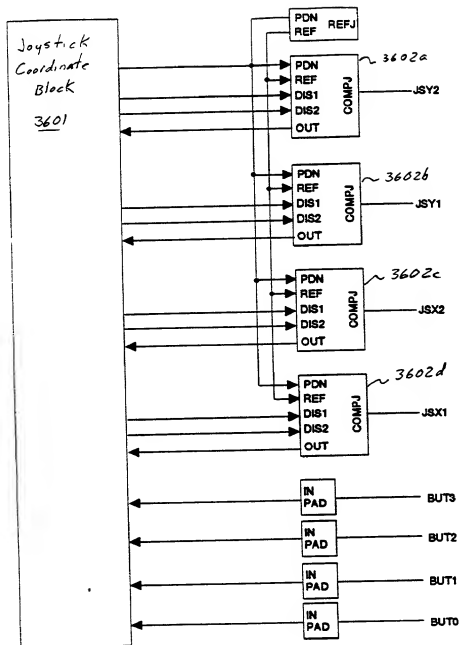 Joystick
Coordinate
Block
3601
PDN
REF
REFJ
3602a
PDN
REF
DIS1
DIS2
OUT
COMPJ
JSY2
3602b
PDN
REF
DIS1
DIS2
OUT
COMPJ
JSY1
3602c
PDN
REF
DIS1
DIS2
OUT
COMPJ
JSX2
3602d
PDN
REF
DIS1
DIS2
OUT
COMPJ
JSX1
IN
PAD
BUT3
IN
PAD
BUT2
IN
PAD
BUT1
IN
PAD
BUT0